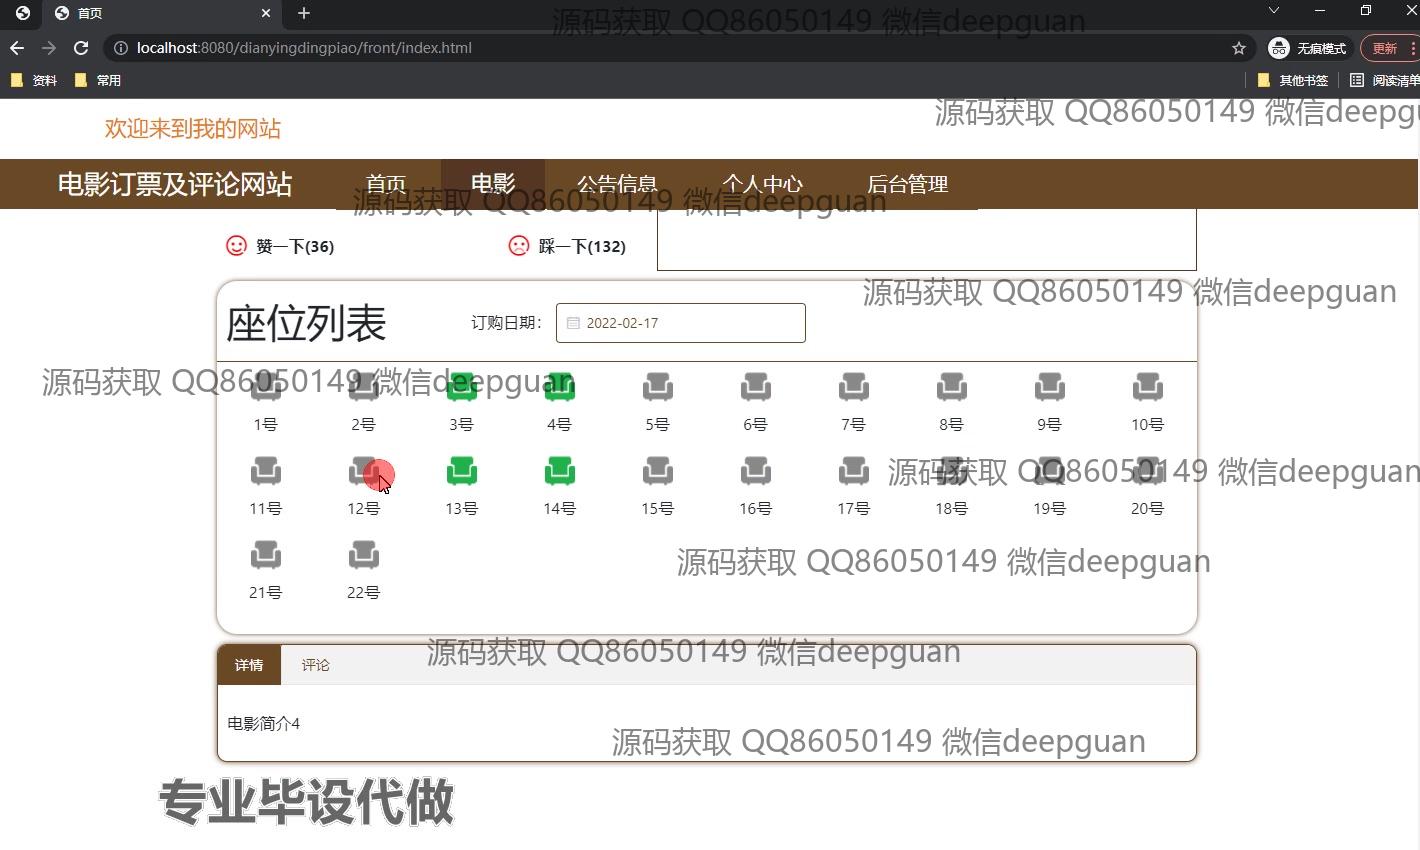 首页
localhost:8080/dianyingdingpiao/front/index.html
无痕模式
更新
资料
常用
其他书签
阅读清单
源码获取 QQ86050149 微信deepguan
欢迎来到我的网站
源码获取 QQ86050149 微信deepgu
电影订票及评论网站
首页
电影
公告信息
个人中心
后台管理
源码获取 QQ86050149 微信deepguan
赞一下(36)
踩一下(132)
源码获取 QQ86050149 微信deepguan
座位列表
订购日期:
2022-02-17
源码获取 QQ86050149 微信deepguan
1号 2号 3号 4号 5号 6号 7号 8号 9号 10号
源码获取 QQ86050149 微信deepguan
11号 12号 13号 14号 15号 16号 17号 18号 19号 20号
源码获取 QQ86050149 微信deepguan
21号 22号
源码获取 QQ86050149 微信deepguan
详情
评论
电影简介4
源码获取 QQ86050149 微信deepguan
专业毕设代做